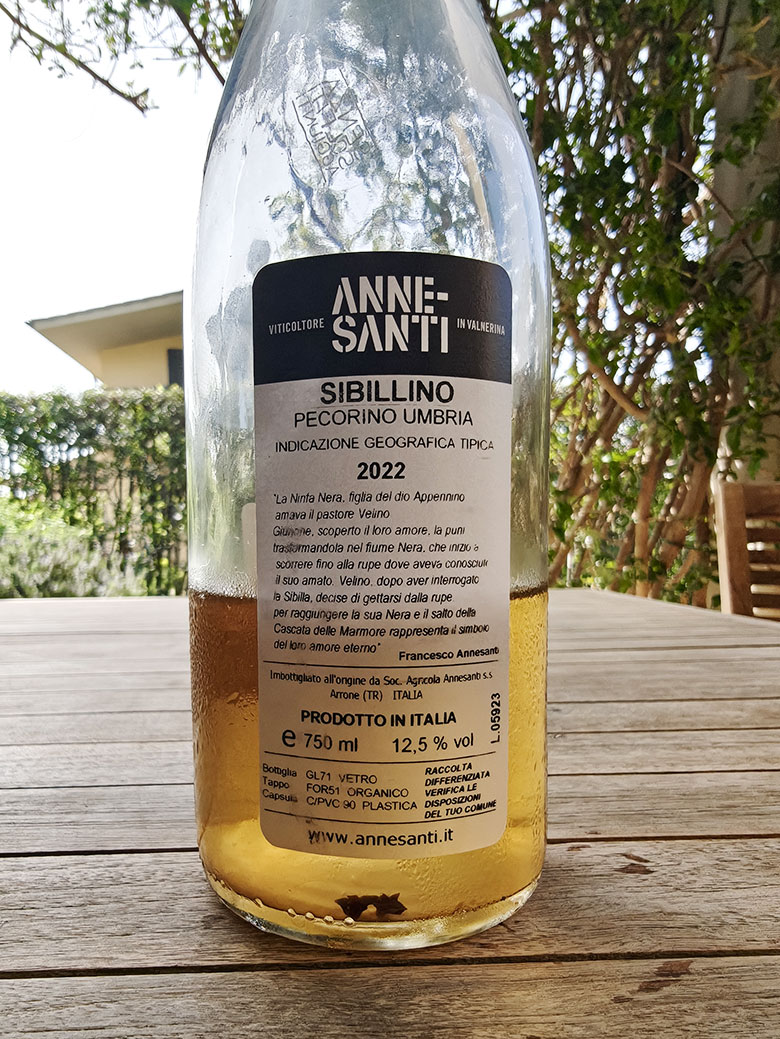 ANNE-
SANTI
VITICOLTORE IN VALNERINA
SIBILLINO
PECORINO UMBRIA
INDICAZIONE GEOGRAFICA TIPICA
2022
"La Ninfa Nera, figlia del dio Appennino
amava il pastore Velino
Giunone, scoperto il loro amore, la punì
trasformandola nel fiume Nera, che iniziò a
scorrere fino alla rupe dove aveva conosciuto
il suo amato. Velino, dopo aver interrogato
la Sibilla, decise di gettarsi dalla rupe
per raggiungere la sua Nera e il salto della
Cascata delle Marmore rappresenta il simbolo
del loro amore eterno"
Francesco Annesanti
Imbottigliato all'origine da Soc. Agricola Annesanti s.s
Arrone (TR) ITALIA
PRODOTTO IN ITALIA
e 750 ml 12,5 % vol
L.05923
Bottiglia GL71 VETRO
Tappo FOR51 ORGANICO
Capsula C/PVC 90 PLASTICA
RACCOLTA
DIFFERENZIATA
VERIFICA LE
DISPOSIZIONI
DEL TUO COMUNE
www.annesanti.it